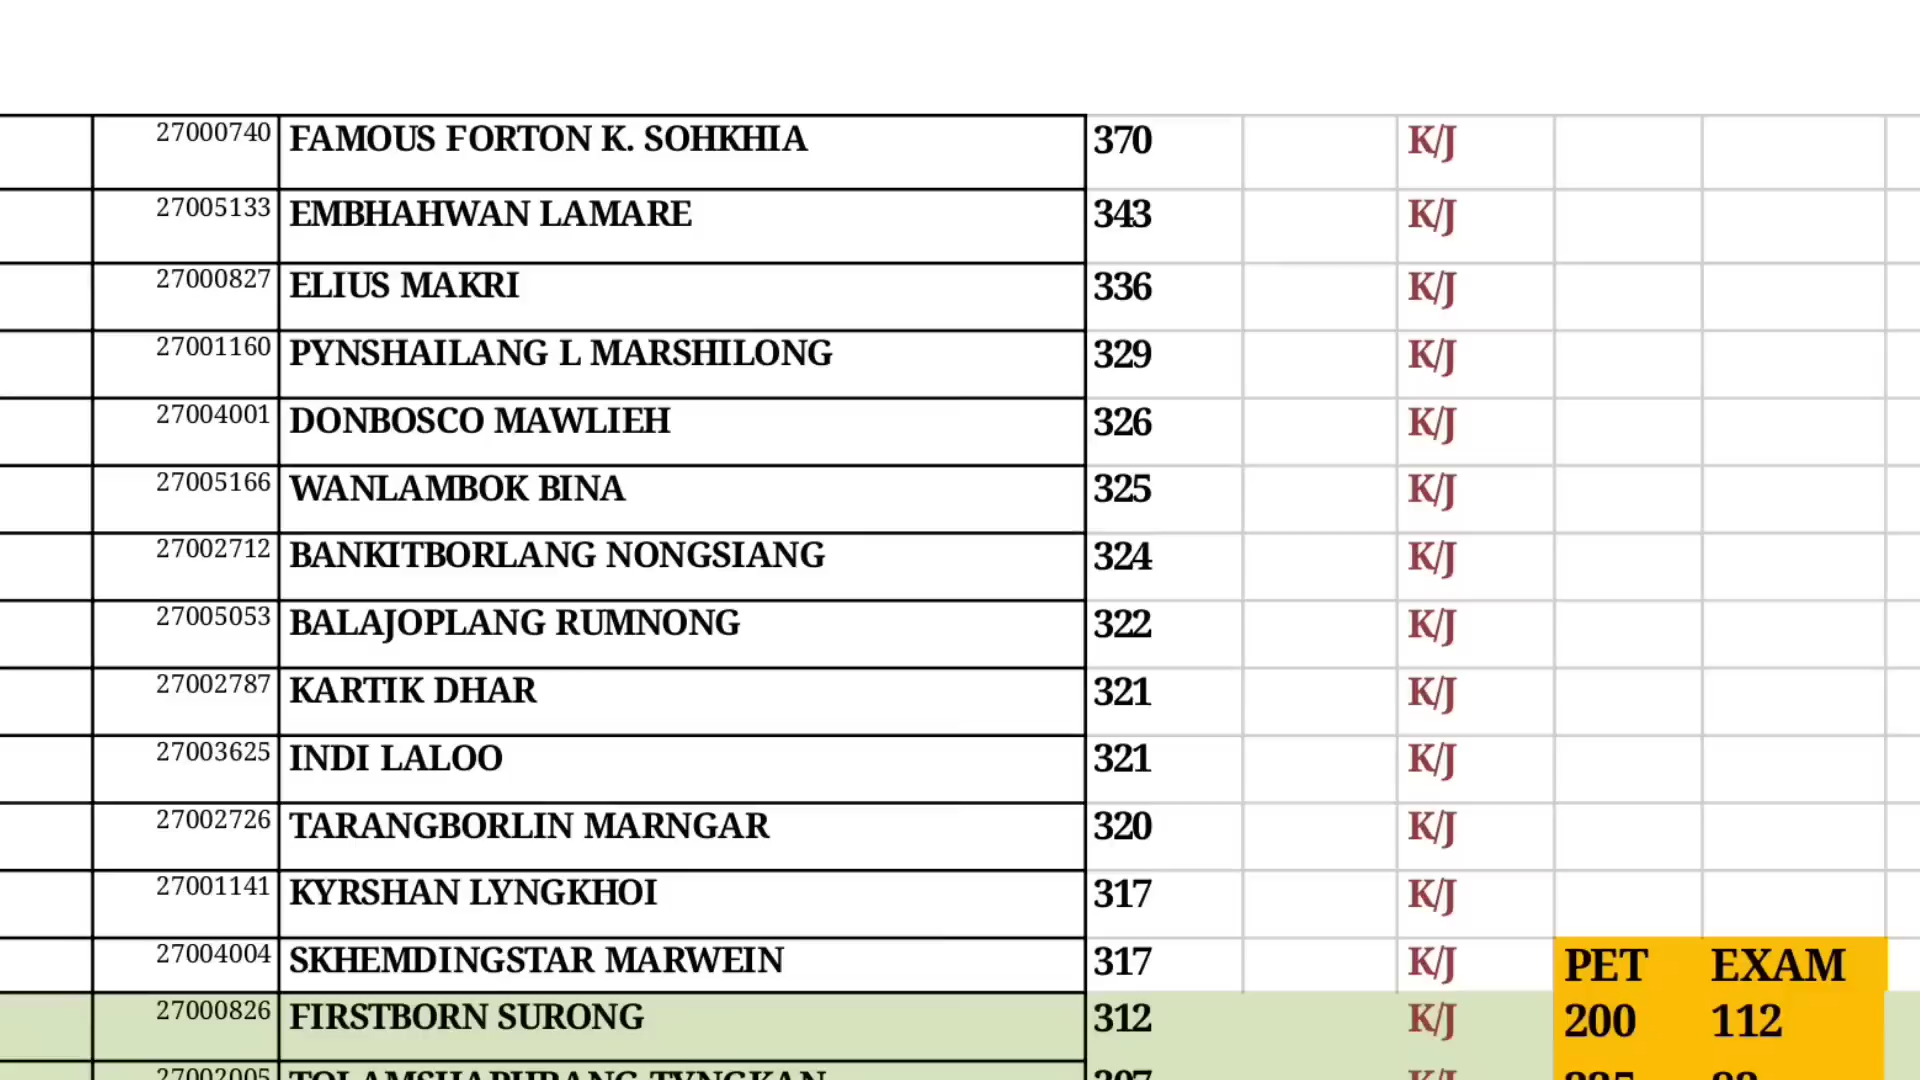 27000740 FAMOUS FORTON K. SOHKHIA 370 K/J
27005133 EMBHAHWAN LAMARE 343 K/J
27000827 ELIUS MAKRI 336 K/J
27001160 PYNSHAILANG L MARSHILONG 329 K/J
27004001 DONBOSCO MAWLIEH 326 K/J
27005166 WANLAMBOK BINA 325 K/J
27002712 BANKITBORLANG NONGSIANG 324 K/J
27005053 BALAJOPLANG RUMNONG 322 K/J
27002787 KARTIK DHAR 321 K/J
27003625 INDI LALOO 321 K/J
27002726 TARANGBORLIN MARNGAR 320 K/J
27001141 KYRSHAN LYNGKHOI 317 K/J
27004004 SKHEMDINGSTAR MARWEIN 317 K/J PET EXAM
27000826 FIRSTBORN SURONG 312 K/J 200 112
27002005 307 K/J